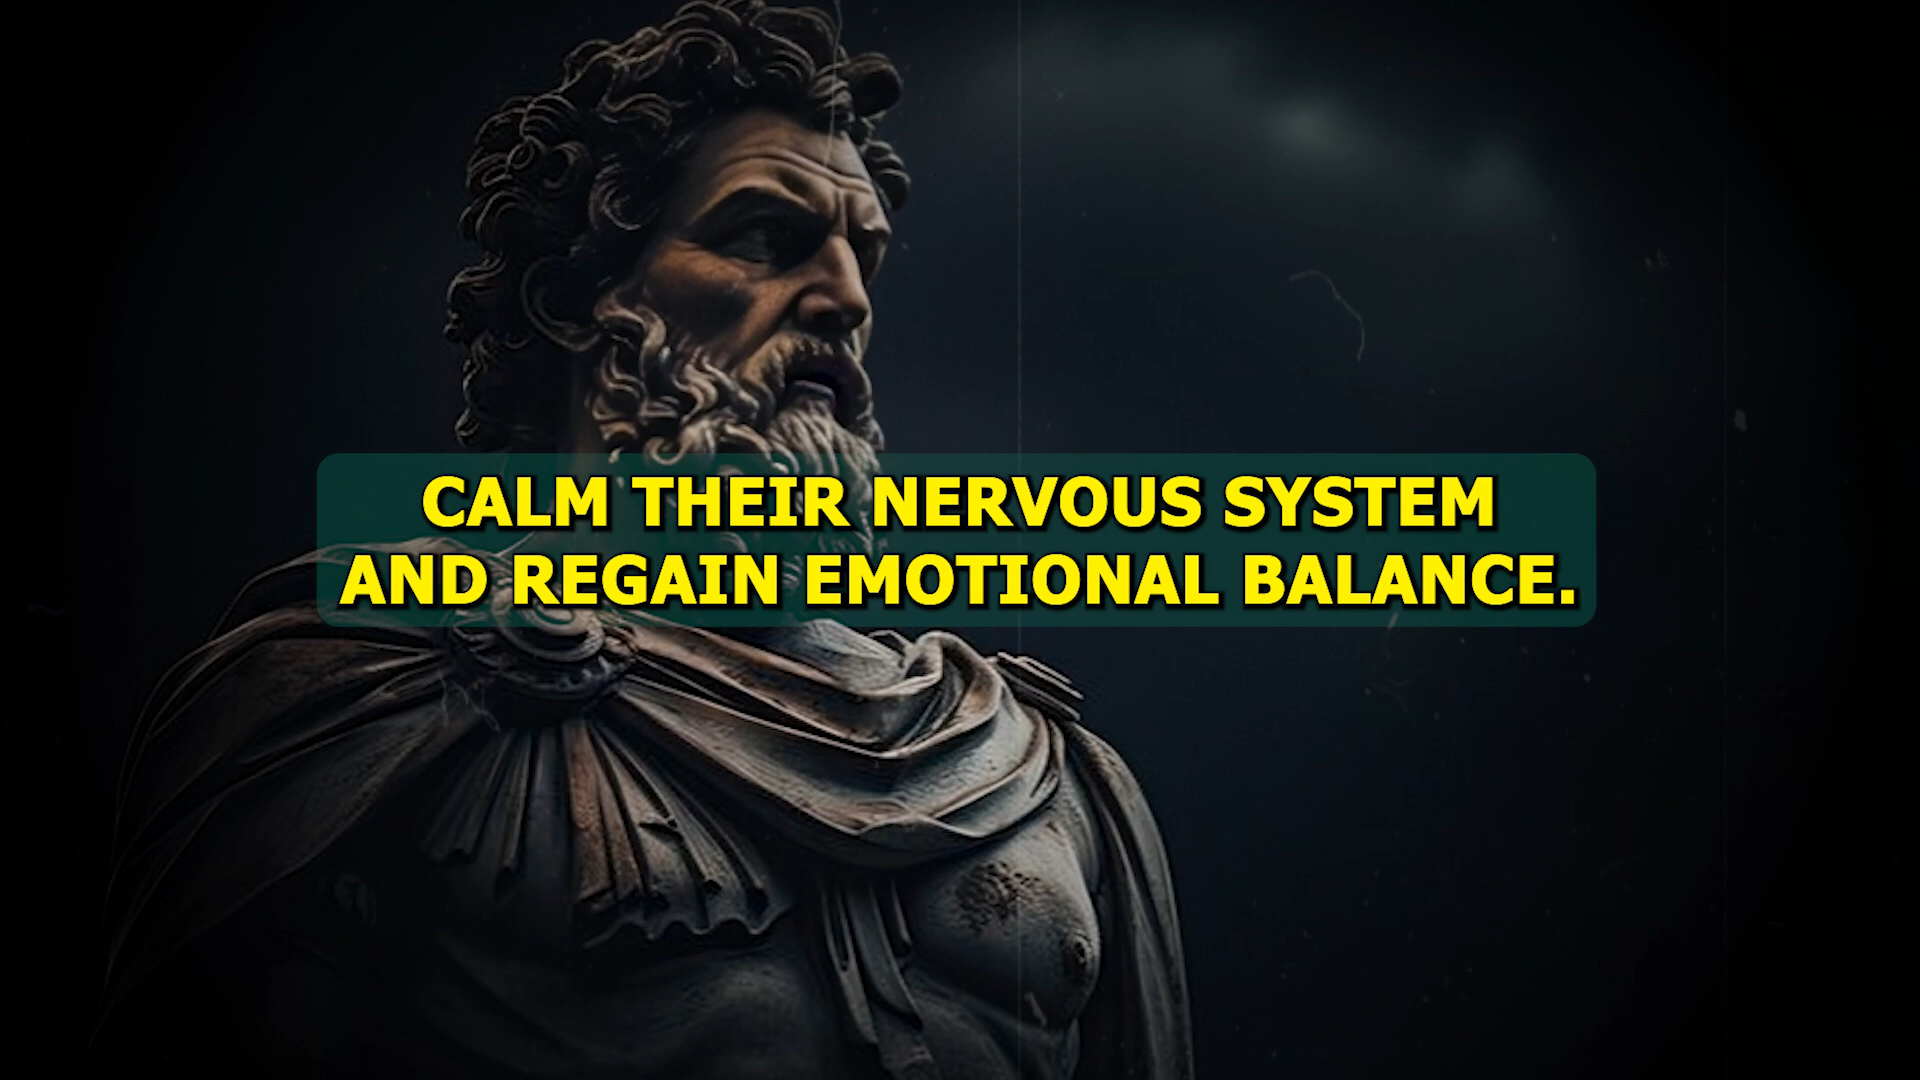 CALM THEIR NERVOUS SYSTEM
AND REGAIN EMOTIONAL BALANCE.